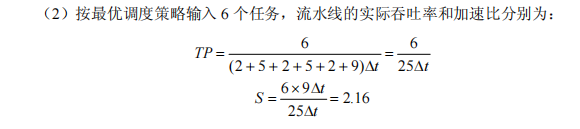 （2）按最优调度策略输入 6 个任务，流水线的实际吞吐率和加速比分别为：
TP = 6 / (2+5+2+5+2+9)Δt = 6 / 25Δt
S = 6×9Δt / 25Δt = 2.16